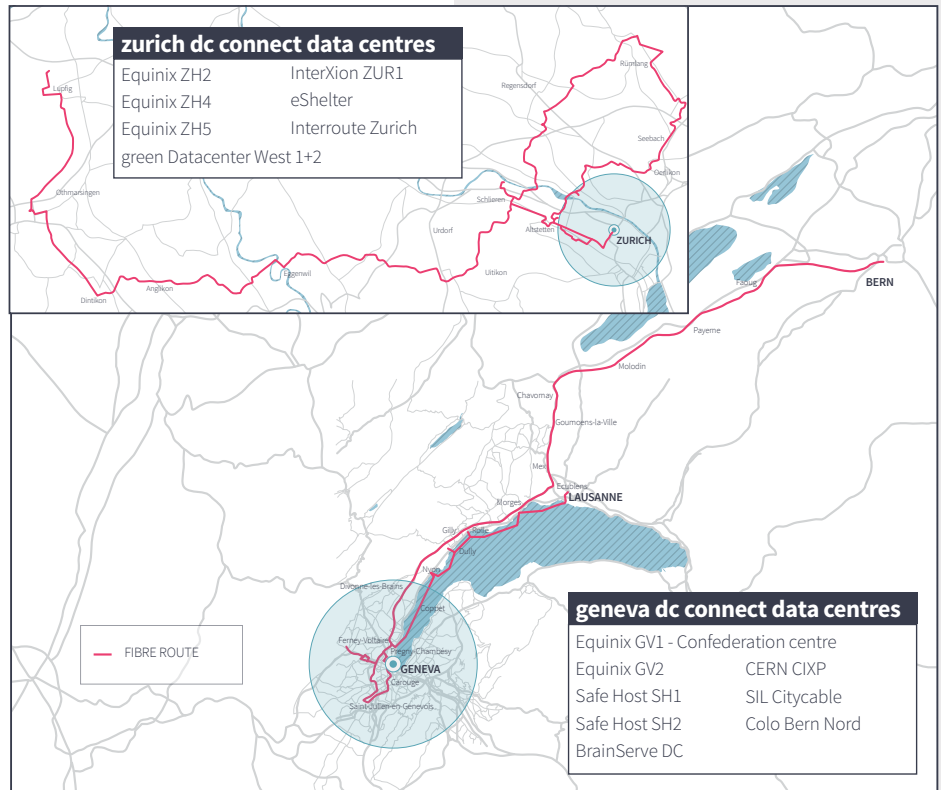 zurich dc connect data centres
Equinix ZH2
InterXion ZUR1
Equinix ZH4
eShelter
Equinix ZH5
Interroute Zurich
green Datacenter West 1+2
Rümlang
Regensdorf
Lupfig
Seebach
Oerlikon
Othmarsingen
Schlieren
Urdorf
Altstetten
ZURICH
Uitikon
Eggenwil
Anglikon
Dintikon
BERN
Faoug
Payerne
Molodin
Chavornay
Goumoens-la-Ville
Mex
Ecublens
LAUSANNE
Morges
Gilly
Rolle
Dully
Nyon
Divonne-les-Brains
Coppet
Ferney-Voltaire
Pregny-Chambésy
GENEVA
Carouge
Saint-Julien-en-Genevois
FIBRE ROUTE
geneva dc connect data centres
Equinix GV1 - Confederation centre
Equinix GV2
CERN CIXP
Safe Host SH1
SIL Citycable
Safe Host SH2
Colo Bern Nord
BrainServe DC